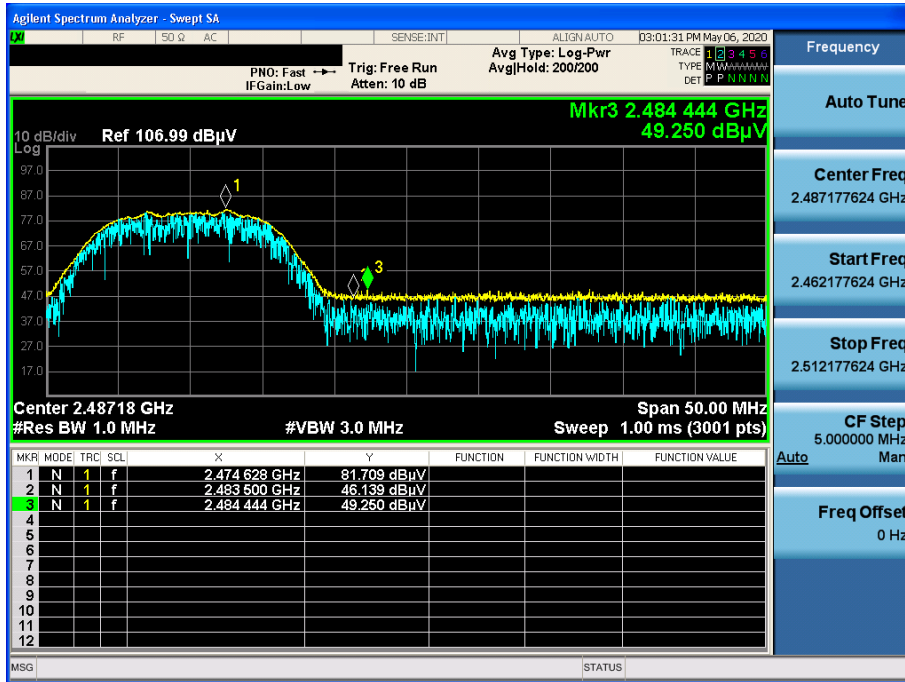 Agilent Spectrum Analyzer - Swept SA
LXI RF 50 Ω AC SENSE:INT ALIGN AUTO 03:01:31 PM May 06, 2020
PNO: Fast Trig: Free Run Avg Type: Log-Pwr TRACE 1 2 3 4 5 6
IFGain:Low Atten: 10 dB Avg|Hold: 200/200 TYPE M W
DET P P N N N N
Mkr3 2.484 444 GHz
49.250 dBµV
10 dB/div Ref 106.99 dBµV
Log
97.0
87.0
77.0
67.0
57.0
47.0
37.0
27.0
17.0
1
3
Center 2.48718 GHz Span 50.00 MHz
#Res BW 1.0 MHz #VBW 3.0 MHz Sweep 1.00 ms (3001 pts)
MKR MODE TRC SCL X Y FUNCTION FUNCTION WIDTH FUNCTION VALUE
1 N 1 f 2.474 628 GHz 81.709 dBµV
2 N 1 f 2.483 500 GHz 46.139 dBµV
3 N 1 f 2.484 444 GHz 49.250 dBµV
4
5
6
7
8
9
10
11
12
MSG STATUS
Frequency
Auto Tune
Center Freq
2.487177624 GHz
Start Freq
2.462177624 GHz
Stop Freq
2.512177624 GHz
CF Step
5.000000 MHz
Auto Man
Freq Offset
0 Hz